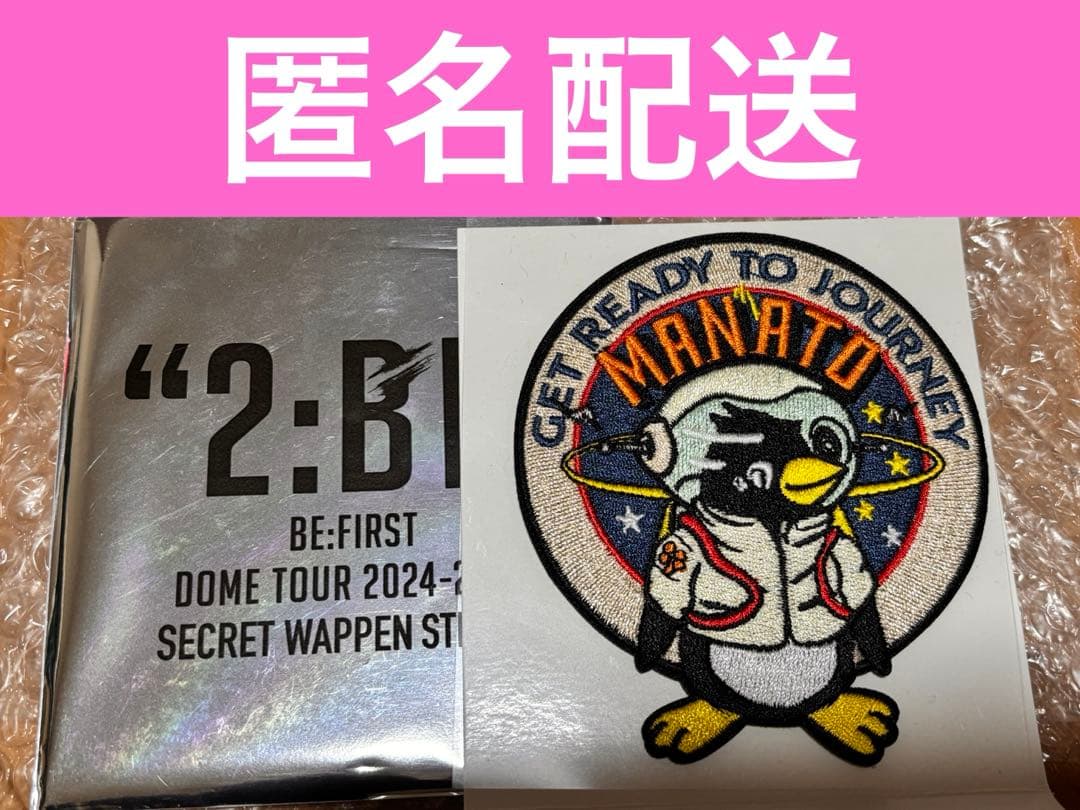 匿名配送
“2:B
BE:FIRST
DOME TOUR 2024-2
SECRET WAPPEN ST
GET READY TO JOURNEY
MANATO